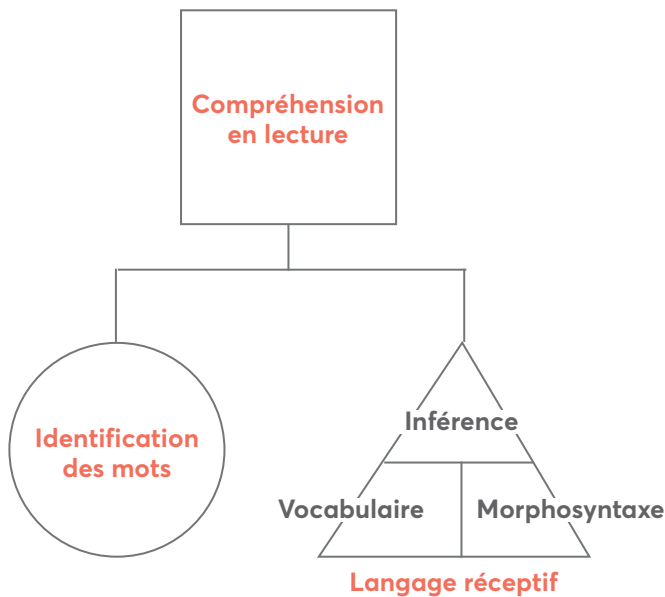 Compréhension
en lecture
Identification
des mots
Inférence
Vocabulaire
Morphosyntaxe
Langage réceptif